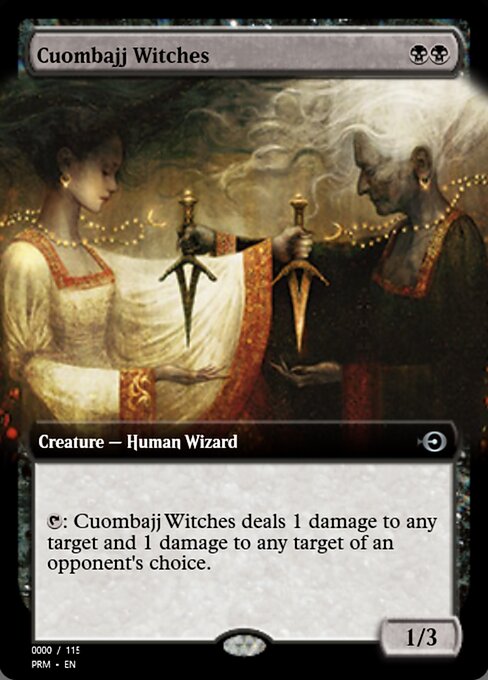 Cuombajj Witches
Creature — Human Wizard
: Cuombajj Witches deals 1 damage to any
target and 1 damage to any target of an
opponent's choice.
1/3
0000 / 115
PRM • EN